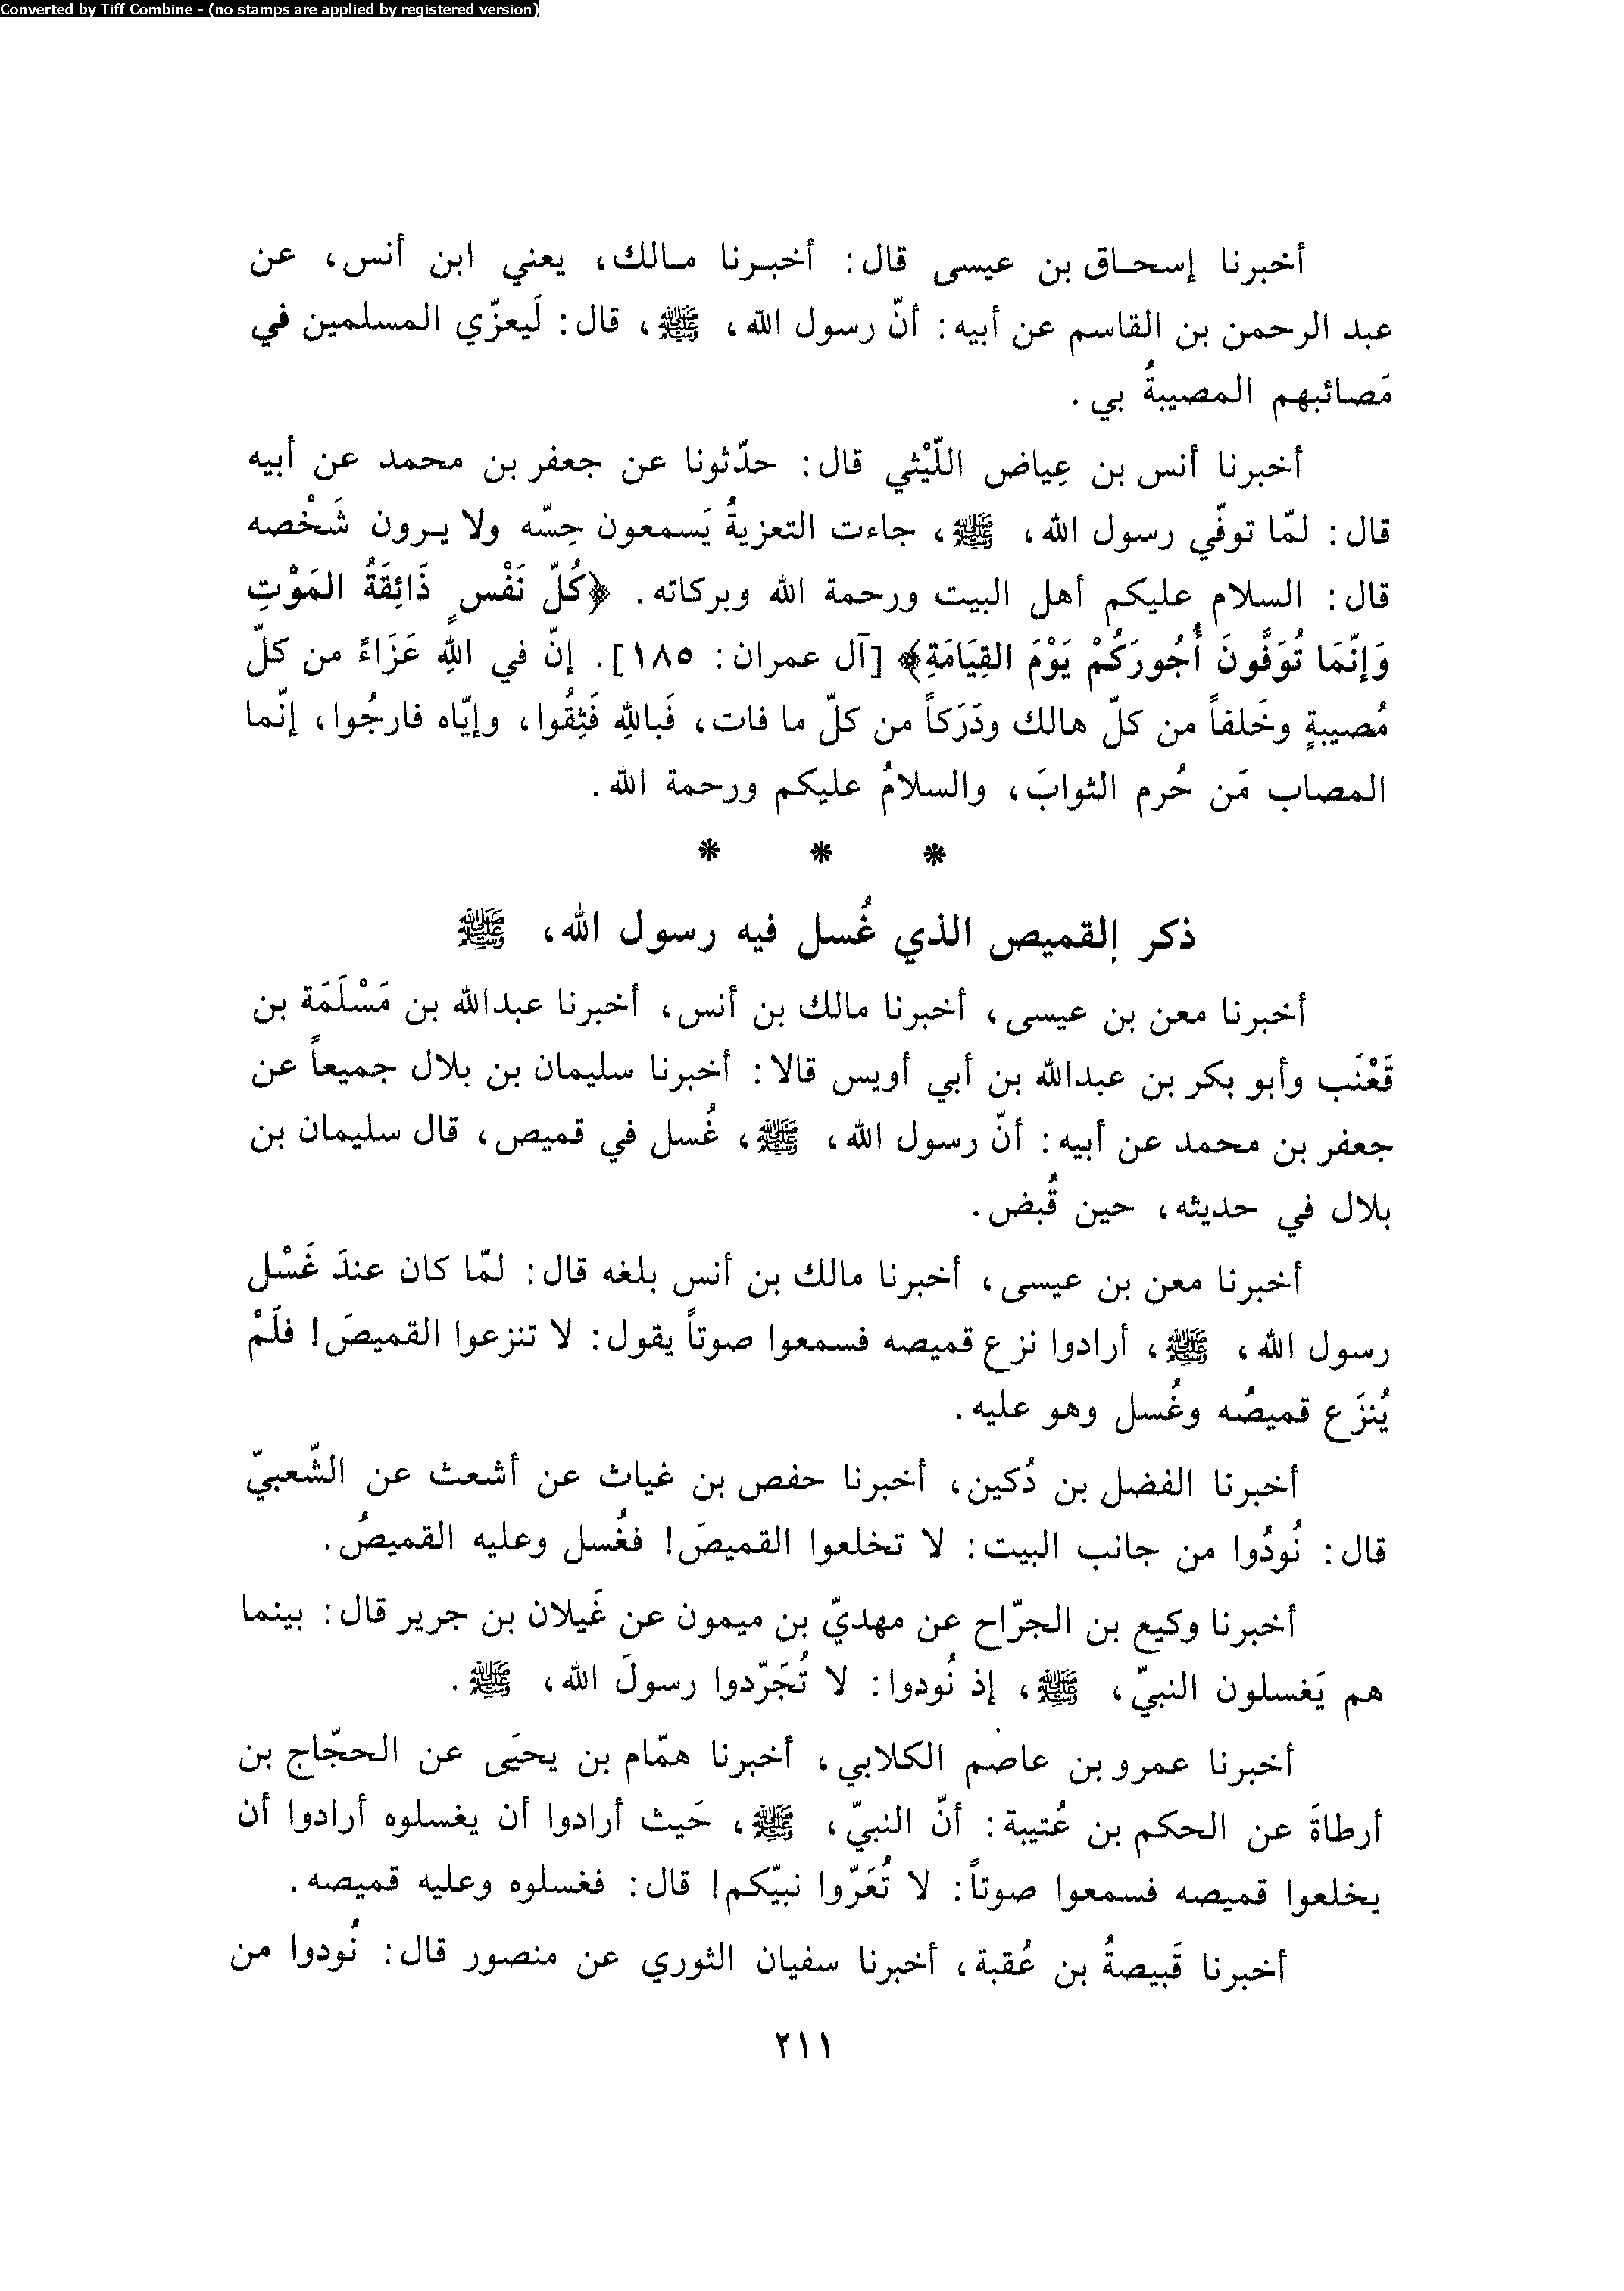 Converted by Tiff Combine - (no stamps are applied by registered version)
أخبرنا إسحـاق بن عيسى قال: أخبـرنا مـالك، يعني ابن أنس، عن
عبد الرحمن بن القاسم عن أبيه: أنّ رسول الله، ﷺ، قال: لَيعزّي المسلمين في
مَصائبهم المصيبةُ بي.
أخبرنا أنس بن عِياض اللّيْثي قال: حدّثونا عن جعفر بن محمد عن أبيه
قال: لمّا توفّي رسول الله، ﷺ، جاءت التعزيةُ يَسمعون حِسّه ولا يـرون شَخْصه
قال: السلام عليكم أهل البيت ورحمة الله وبركاته. ﴿كُلّ نَفْسٍ ذَائِقَةُ المَوْتِ
وَإنّمَا تُوَفَّونَ أُجُورَكُمْ يَوْمَ القِيَامَةِ﴾ [آل عمران: ١٨٥]. إنّ في اللهِ عَزَاءً من كلّ
مُصيبةٍ وخَلفاً من كلّ هالك ودَرَكاً من كلّ ما فات، فَباللهِ فَثِقُوا، وإيّاه فارجُوا، إنّما
المصاب مَن حُرم الثوابَ، والسلامُ عليكم ورحمة الله.
* * *
ذكر القميص الذي غُسل فيه رسول الله، ﷺ
أخبرنا معن بن عيسى، أخبرنا مالك بن أنس، أخبرنا عبدالله بن مَسْلَمَة بن
قَعْنَب وأبو بكر بن عبدالله بن أبي أويس قالا: أخبرنا سليمان بن بلال جميعاً عن
جعفر بن محمد عن أبيه: أنّ رسول الله، ﷺ، غُسل في قميص، قال سليمان بن
بلال في حديثه، حين قُبض.
أخبرنا معن بن عيسى، أخبرنا مالك بن أنس بلغه قال: لمّا كان عندَ غَسْل
رسول الله، ﷺ، أرادوا نزع قميصه فسمعوا صوتاً يقول: لا تنزعوا القميصَ! فلَمْ
يُنزَع قميصُه وغُسل وهو عليه.
أخبرنا الفضل بن دُكين، أخبرنا حفص بن غياث عن أشعث عن الشّعبيّ
قال: نُودُوا من جانب البيت: لا تخلعوا القميصَ! فغُسل وعليه القميصُ.
أخبرنا وكيع بن الجرّاح عن مهديّ بن ميمون عن غَيلان بن جرير قال: بينما
هم يَغسلون النبيّ، ﷺ، إذ نُودوا: لا تُجَرّدوا رسولَ الله، ﷺ.
أخبرنا عمرو بن عاصم الكلابي، أخبرنا همّام بن يحيَى عن الحجّاج بن
أرطاةَ عن الحكم بن عُتيبة: أنّ النبيّ، ﷺ، حَيث أرادوا أن يغسلوه أرادوا أن
يخلعوا قميصه فسمعوا صوتاً: لا تُعَرّوا نبيّكم! قال: فغسلوه وعليه قميصه.
أخبرنا قَبيصةُ بن عُقبة، أخبرنا سفيان الثوري عن منصور قال: نُودوا من
٢١١